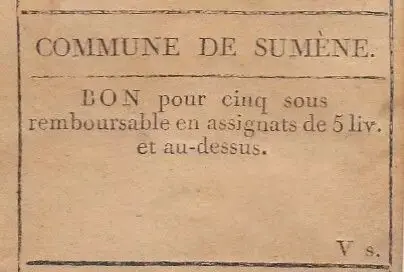 COMMUNE DE SUMÈNE.
BON pour cinq sous
remboursable en assignats de 5 liv.
et au-dessus.
V s.